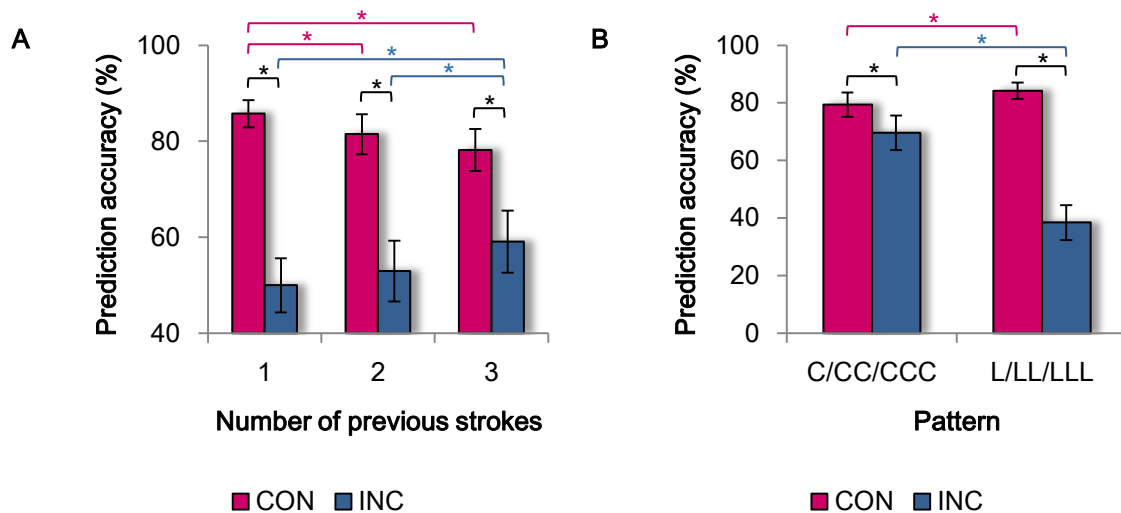 A
Prediction accuracy (%)
100
80
60
40
* *
* *
* * *
1 2 3
Number of previous strokes
CON INC
B
Prediction accuracy (%)
100
80
60
40
20
0
*
*
* *
C/CC/CCC L/LL/LLL
Pattern
CON INC